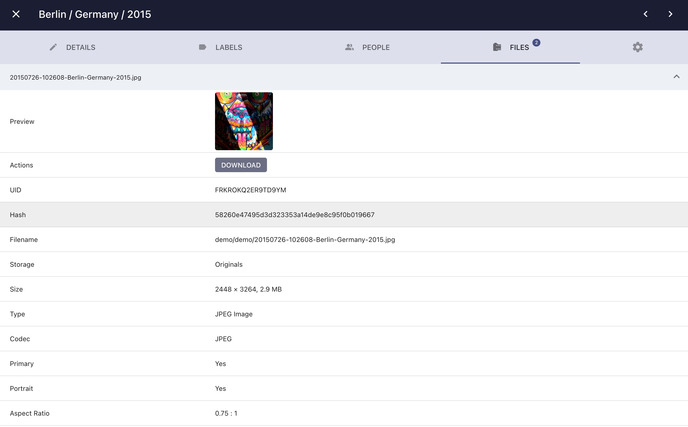 Berlin / Germany / 2015
DETAILS
LABELS
PEOPLE
FILES 2
20150726-102608-Berlin-Germany-2015.jpg
Preview
Actions DOWNLOAD
UID FRKROKQ2ER9TD9YM
Hash 58260e47495d3d323353a14de9e8c95f0b019667
Filename demo/demo/20150726-102608-Berlin-Germany-2015.jpg
Storage Originals
Size 2448 × 3264, 2.9 MB
Type JPEG Image
Codec JPEG
Primary Yes
Portrait Yes
Aspect Ratio 0.75 : 1